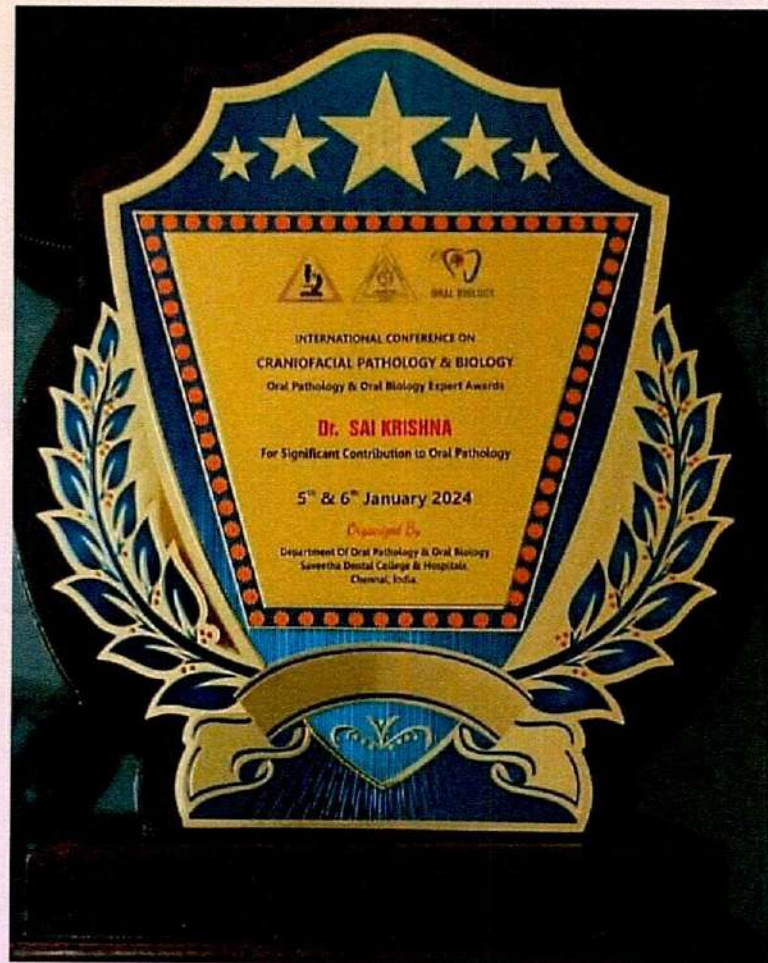 ORAL BIOLOGY
INTERNATIONAL CONFERENCE ON
CRANIOFACIAL PATHOLOGY & BIOLOGY
Oral Pathology & Oral Biology Expert Awards
Dr. SAI KRISHNA
For Significant Contribution to Oral Pathology
5th & 6th January 2024
Organized By
Department Of Oral Pathology & Oral Biology
Saveetha Dental College & Hospitals
Chennai, India.